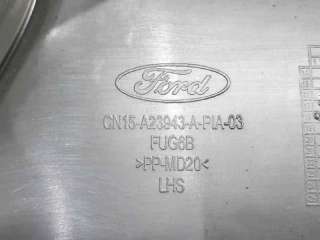 Ford
CN15-A23943-A-PIA-03
FUG6B
>PP-MD20<
LHS